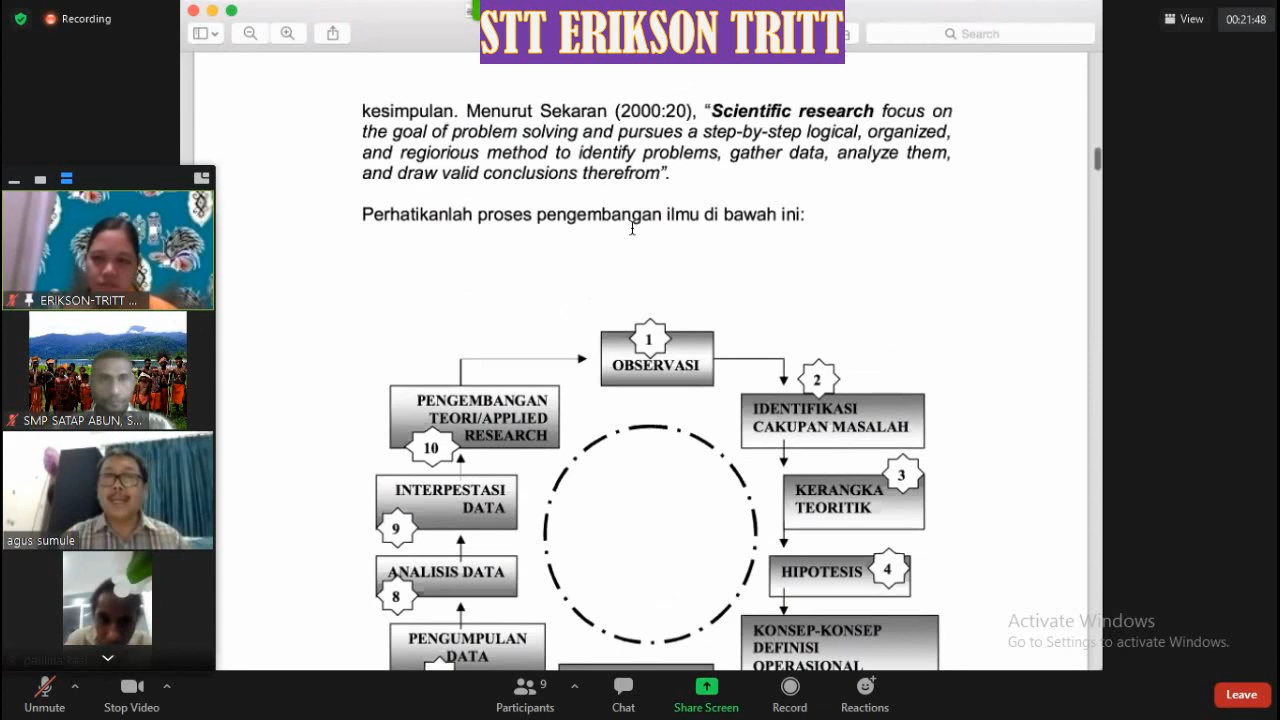 Recording
STT ERIKSON TRITT
View
00:21:48
Search
kesimpulan. Menurut Sekaran (2000:20), “Scientific research focus on
the goal of problem solving and pursues a step-by-step logical, organized,
and regiorious method to identify problems, gather data, analyze them,
and draw valid conclusions therefrom”.
Perhatikanlah proses pengembangan ilmu di bawah ini:
1
OBSERVASI
2
IDENTIFIKASI
CAKUPAN MASALAH
3
KERANGKA
TEORITIK
4
HIPOTESIS
KONSEP-KONSEP
DEFINISI
OPERASIONAL
PENGEMBANGAN
TEORI/APPLIED
RESEARCH
10
INTERPESTASI
DATA
9
ANALISIS DATA
8
PENGUMPULAN
DATA
ERIKSON-TRITT ...
SMP SATAP ABUN, S...
agus sumule
Activate Windows
Go to Settings to activate Windows.
Unmute
Stop Video
Participants
9
Chat
Share Screen
Record
Reactions
Leave